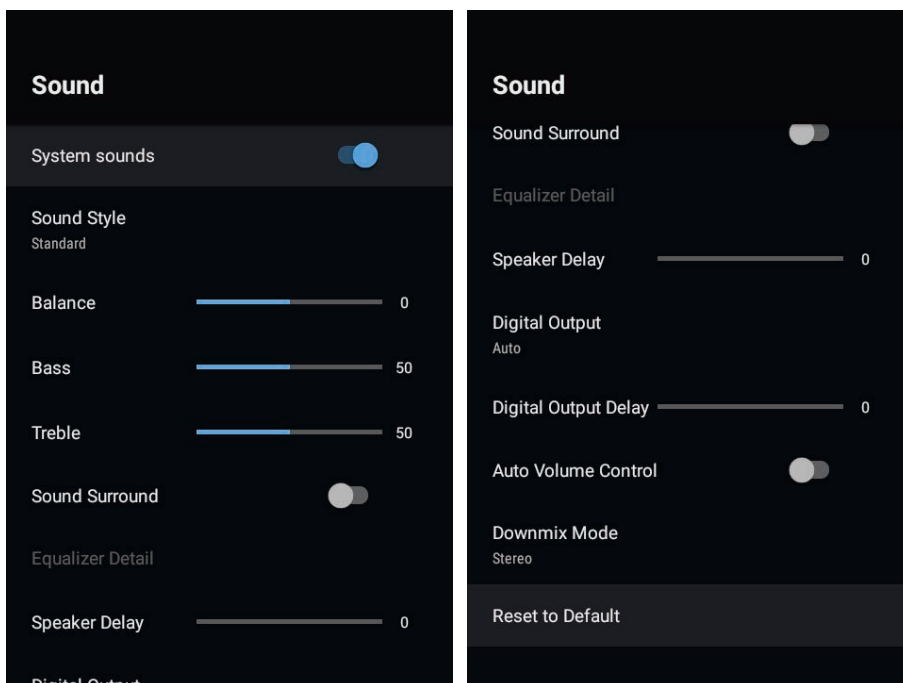 Sound
System sounds
Sound Style
Standard
Balance 0
Bass 50
Treble 50
Sound Surround
Equalizer Detail
Speaker Delay 0
Digital Output
Sound
Sound Surround
Equalizer Detail
Speaker Delay 0
Digital Output
Auto
Digital Output Delay 0
Auto Volume Control
Downmix Mode
Stereo
Reset to Default